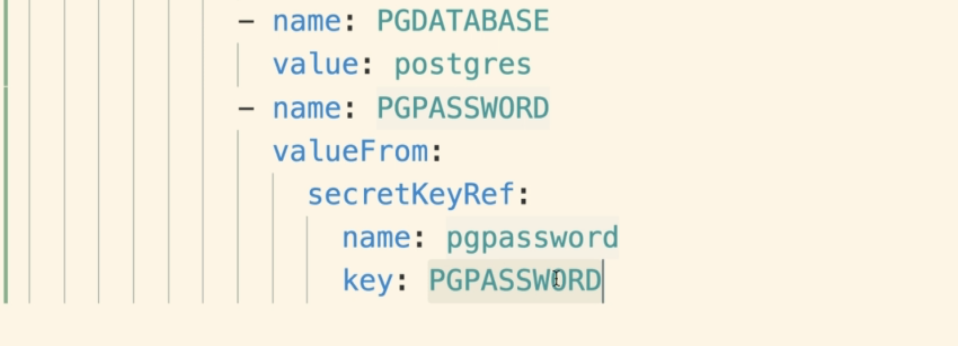 - name: PGDATABASE
value: postgres
- name: PGPASSWORD
valueFrom:
secretKeyRef:
name: pgpassword
key: PGPASSWORD